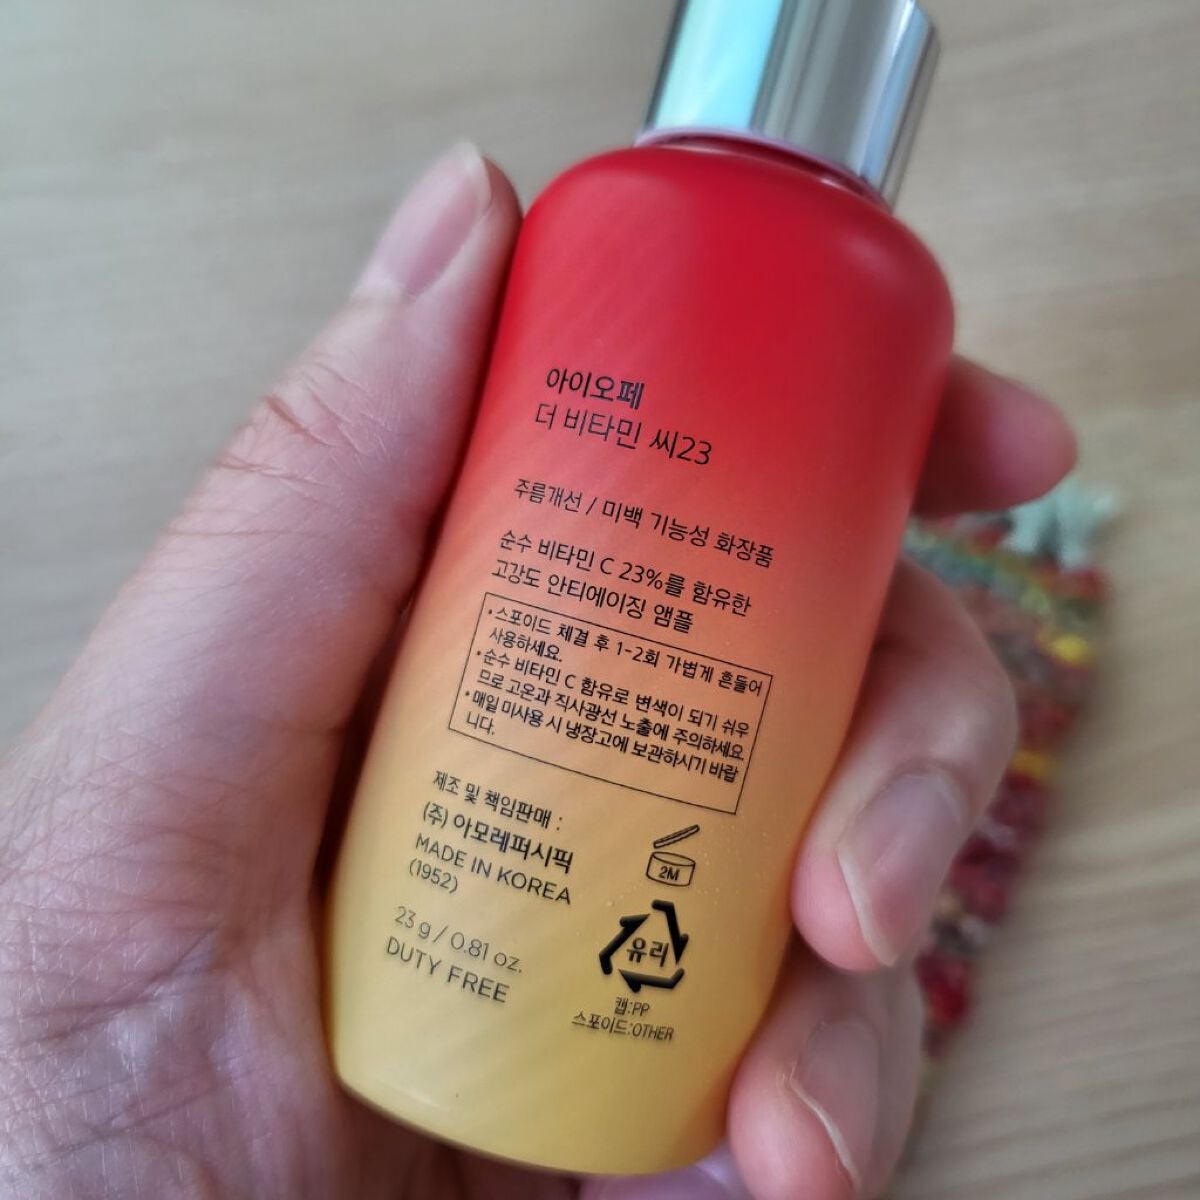 아이오페
더 비타민 씨23
주름개선 / 미백 기능성 화장품
순수 비타민 C 23%를 함유한
고강도 안티에이징 앰플
• 스포이드 체결 후 1-2회 가볍게 흔들어
사용하세요.
• 순수 비타민 C 함유로 변색이 되기 쉬우
므로 고온과 직사광선 노출에 주의하세요
• 매일 미사용 시 냉장고에 보관하시기 바랍
니다.
제조 및 책임판매 :
(주) 아모레퍼시픽
MADE IN KOREA
(1952)
23 g / 0.81 oz.
DUTY FREE
2M
유리
캡:PP
스포이드:OTHER